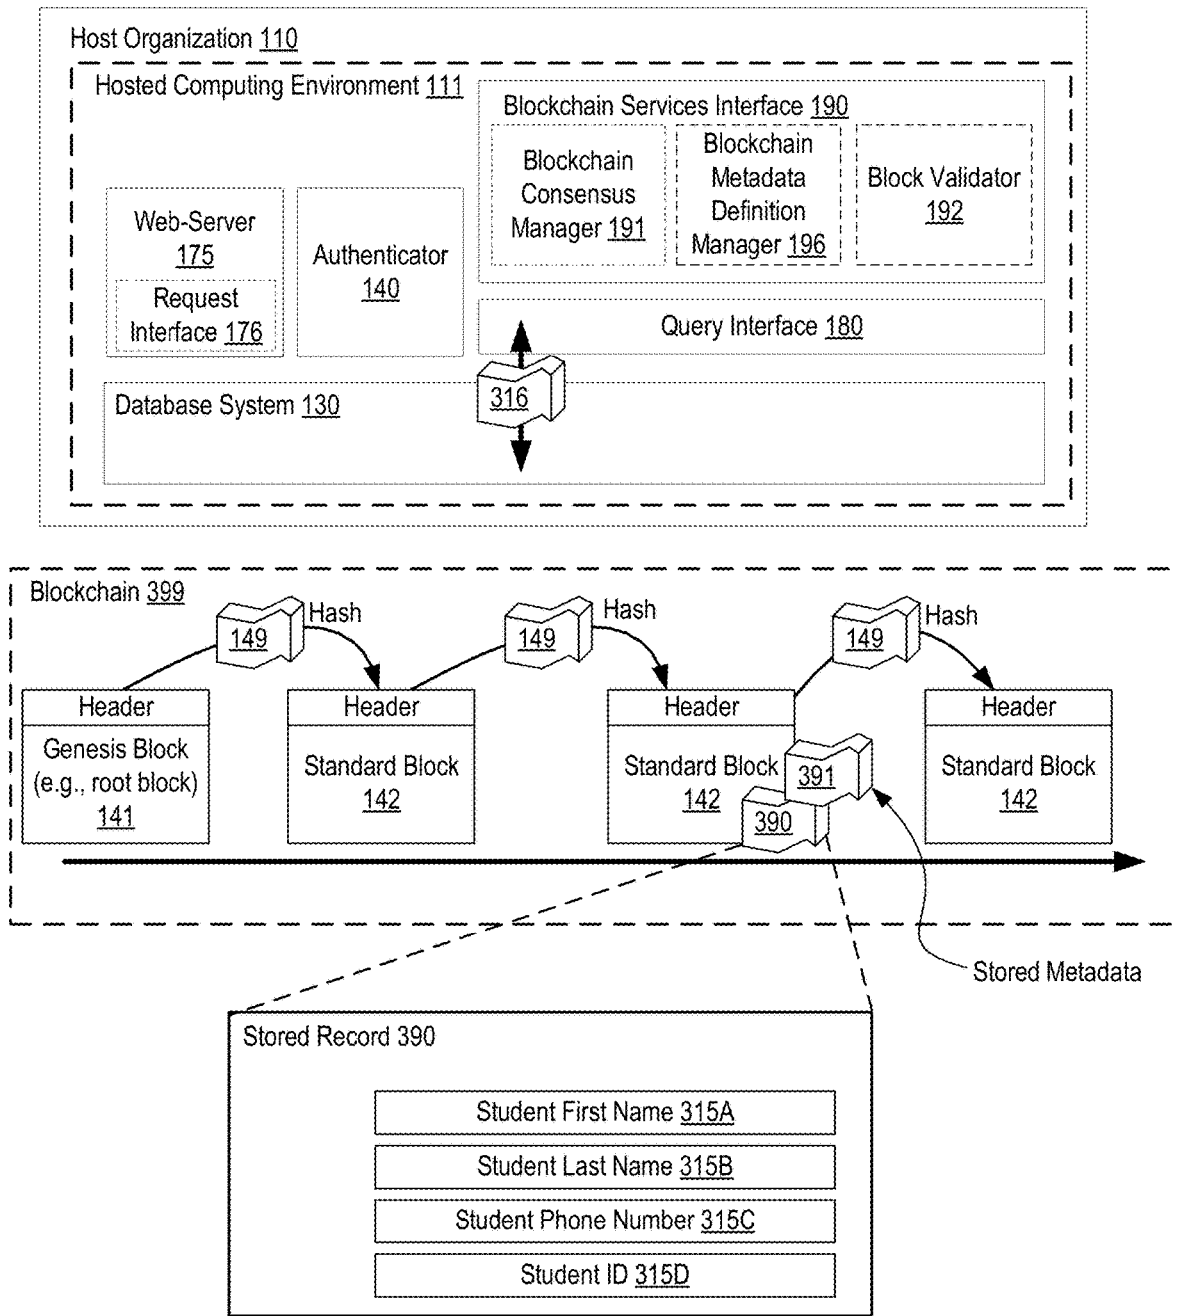 Host Organization 110
Hosted Computing Environment 111
Blockchain Services Interface 190
Blockchain
Consensus
Manager 191
Blockchain
Metadata
Definition
Manager 196
Block Validator
192
Web-Server
175
Request
Interface 176
Authenticator
140
Query Interface 180
316
Database System 130
Blockchain 399
149
Hash
149
Hash
149
Hash
Header
Genesis Block
(e.g., root block)
141
Header
Standard Block
142
Header
Standard Block
142
391
390
Header
Standard Block
142
Stored Metadata
Stored Record 390
Student First Name 315A
Student Last Name 315B
Student Phone Number 315C
Student ID 315D